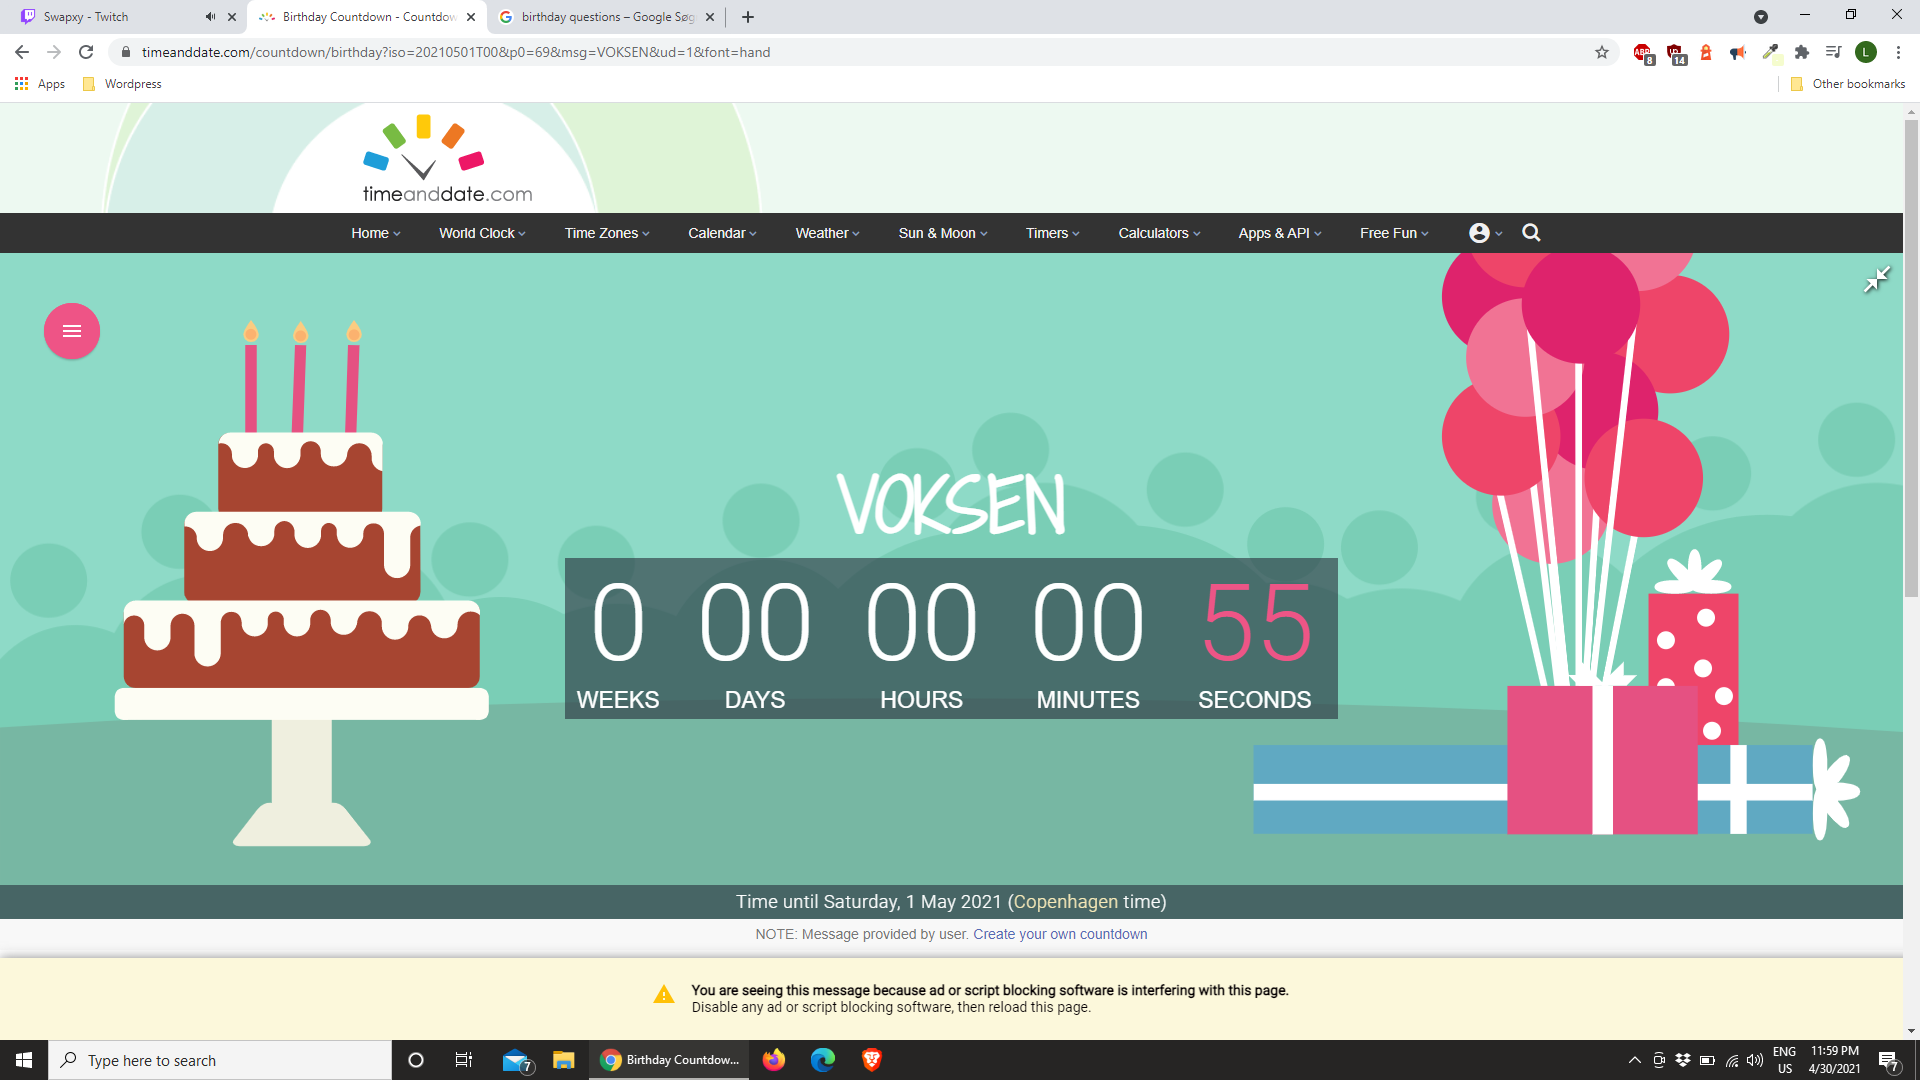 Swapxy - Twitch
Birthday Countdown - Countdow
birthday questions – Google Søg
timeanddate.com/countdown/birthday?iso=20210501T00&p0=69&msg=VOKSEN&ud=1&font=hand
ABP
8
14
L
Apps
Wordpress
Other bookmarks
timeanddate.com
Home
World Clock
Time Zones
Calendar
Weather
Sun & Moon
Timers
Calculators
Apps & API
Free Fun
VOKSEN
0 00 00 00 55
WEEKS DAYS HOURS MINUTES SECONDS
Time until Saturday, 1 May 2021 (Copenhagen time)
NOTE: Message provided by user. Create your own countdown
You are seeing this message because ad or script blocking software is interfering with this page.
Disable any ad or script blocking software, then reload this page.
Type here to search
7
Birthday Countdow...
ENG
US
11:59 PM
4/30/2021
7